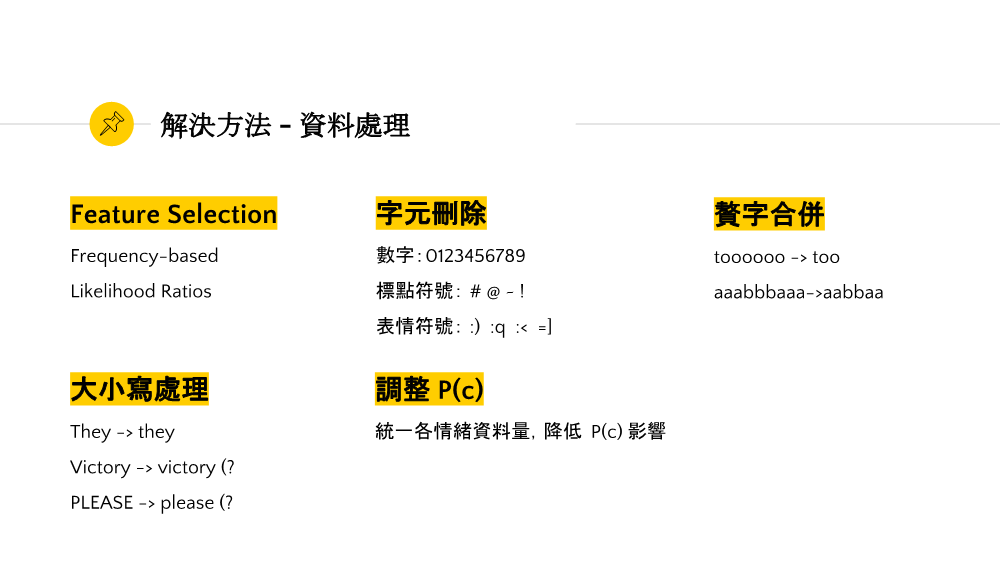 解決方法 - 資料處理
Feature Selection
Frequency-based
Likelihood Ratios
字元刪除
數字 : 0123456789
標點符號 : # @ ~ !
表情符號 : :) :q :< =]
贅字合併
toooooo -> too
aaabbbaaa->aabbaa
大小寫處理
They -> they
Victory -> victory (?
PLEASE -> please (?
調整 P(c)
統一各情緒資料量, 降低 P(c) 影響